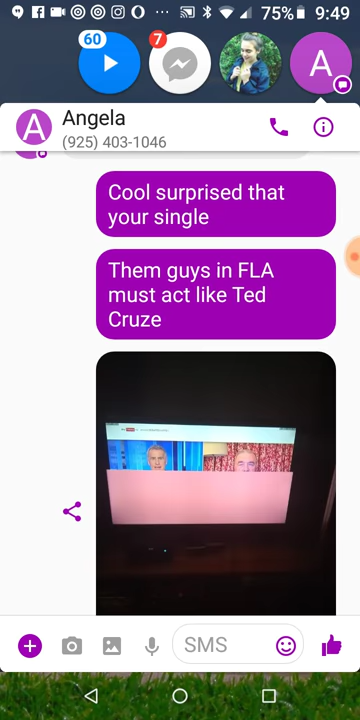 75% 9:49
60
7
A
A
Angela
(925) 403-1046
Cool surprised that
your single
Them guys in FLA
must act like Ted
Cruze
SMS